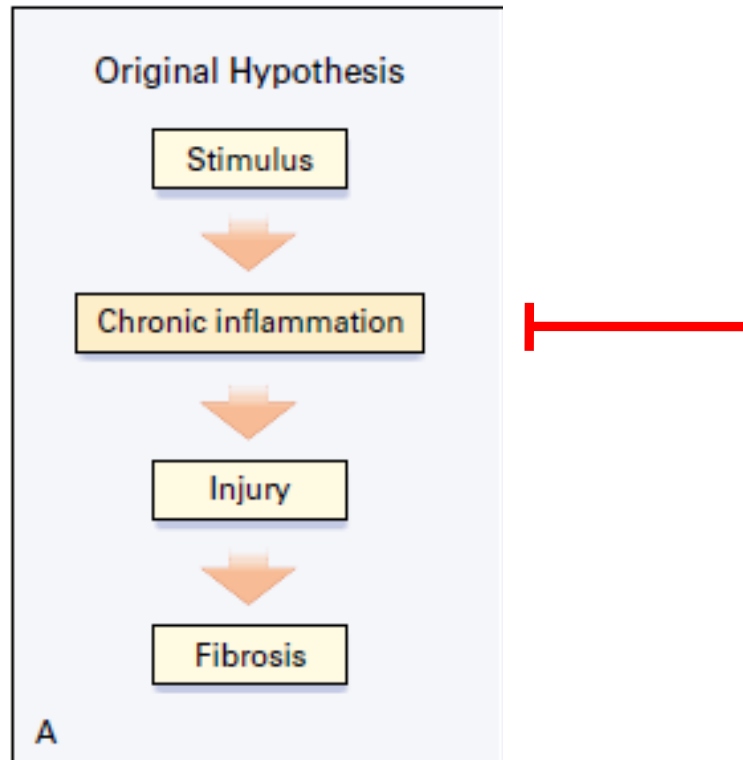 Original Hypothesis
Stimulus
Chronic inflammation
Injury
Fibrosis
A